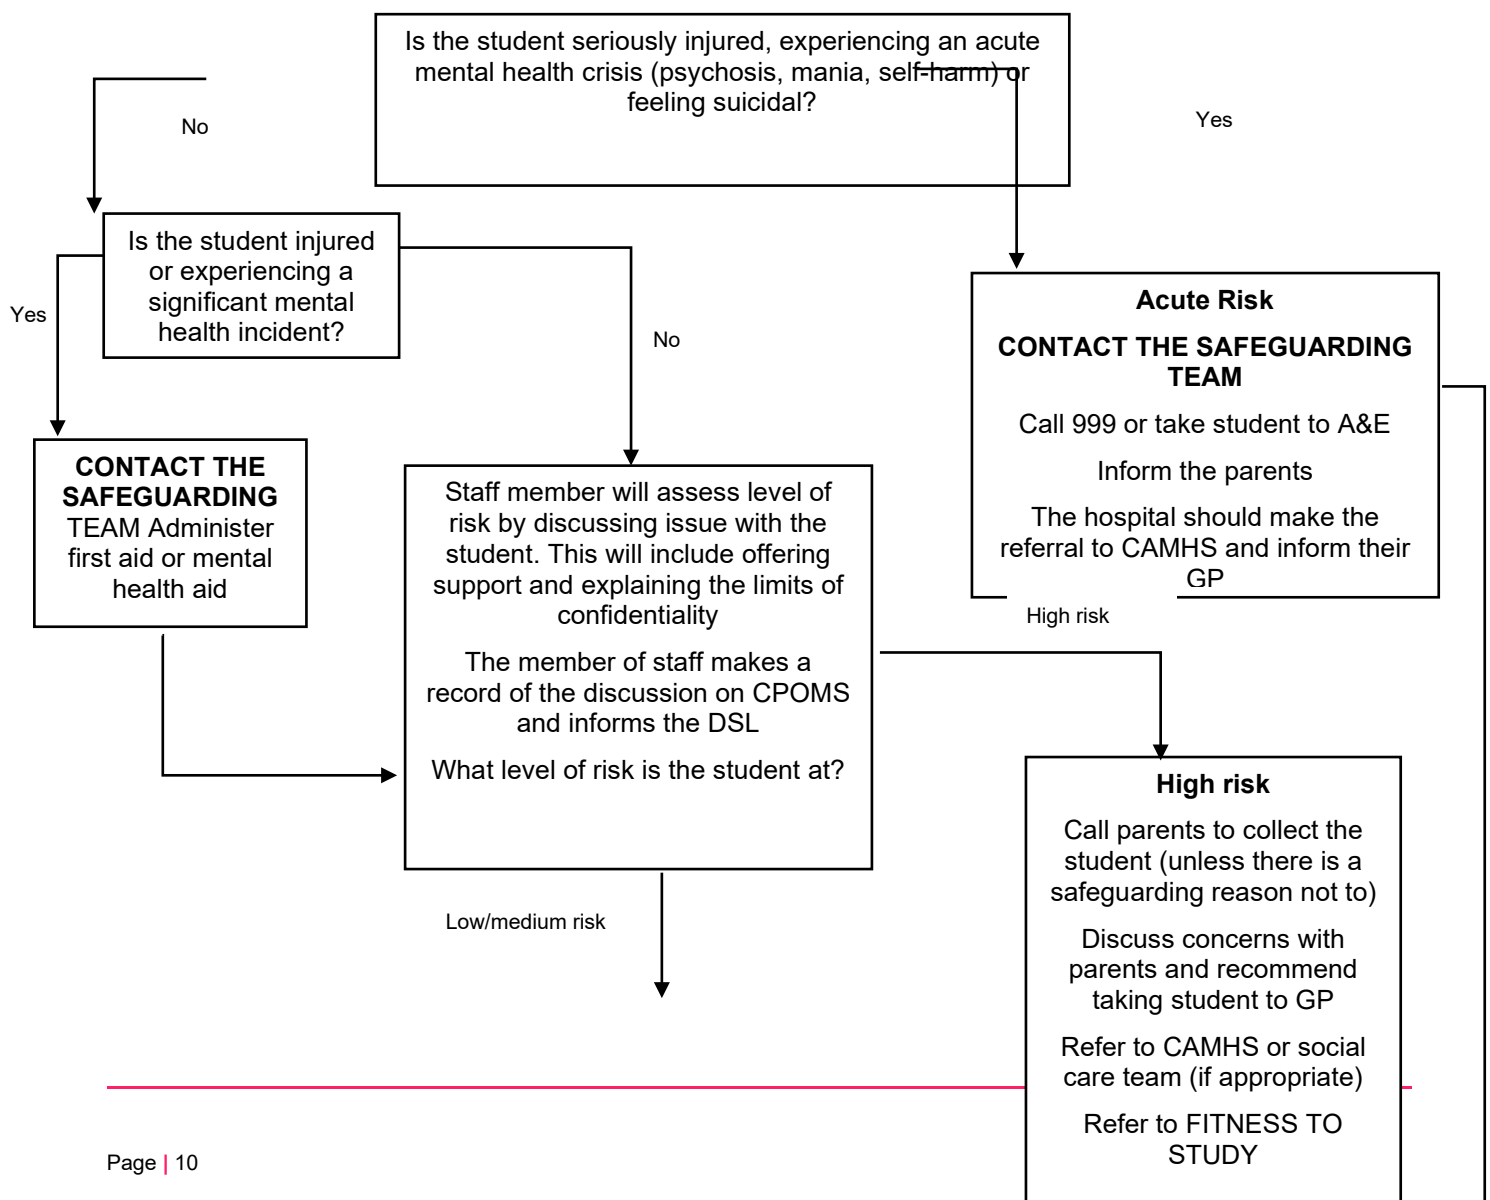 Is the student seriously injured, experiencing an acute
mental health crisis (psychosis, mania, self-harm) or
feeling suicidal?
No
Yes
Is the student injured
or experiencing a
significant mental
health incident?
Yes
No
Acute Risk
CONTACT THE SAFEGUARDING
TEAM
Call 999 or take student to A&E
Inform the parents
The hospital should make the
referral to CAMHS and inform their
GP
CONTACT THE
SAFEGUARDING
TEAM Administer
first aid or mental
health aid
Staff member will assess level of
risk by discussing issue with the
student. This will include offering
support and explaining the limits of
confidentiality
The member of staff makes a
record of the discussion on CPOMS
and informs the DSL
What level of risk is the student at?
High risk
High risk
Call parents to collect the
student (unless there is a
safeguarding reason not to)
Discuss concerns with
parents and recommend
taking student to GP
Refer to CAMHS or social
care team (if appropriate)
Refer to FITNESS TO
STUDY
Low/medium risk
Page | 10